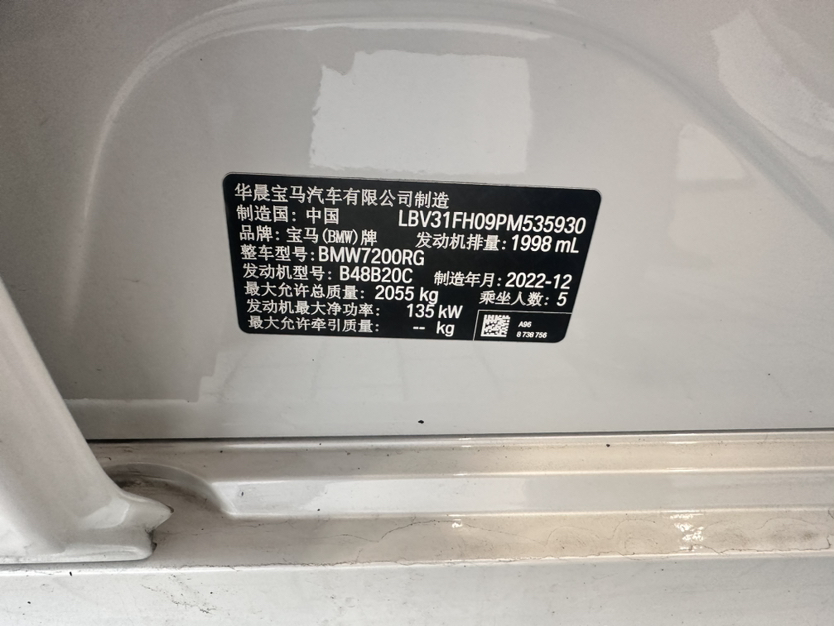 华晨宝马汽车有限公司制造
制造国: 中国 LBV31FH09PM535930
品牌: 宝马(BMW)牌 发动机排量: 1998 mL
整车型号: BMW7200RG
发动机型号: B48B20C 制造年月: 2022-12
最大允许总质量: 2055 kg 乘坐人数: 5
发动机最大净功率: 135 kW
最大允许牵引质量: -- kg
A96
8 738 756